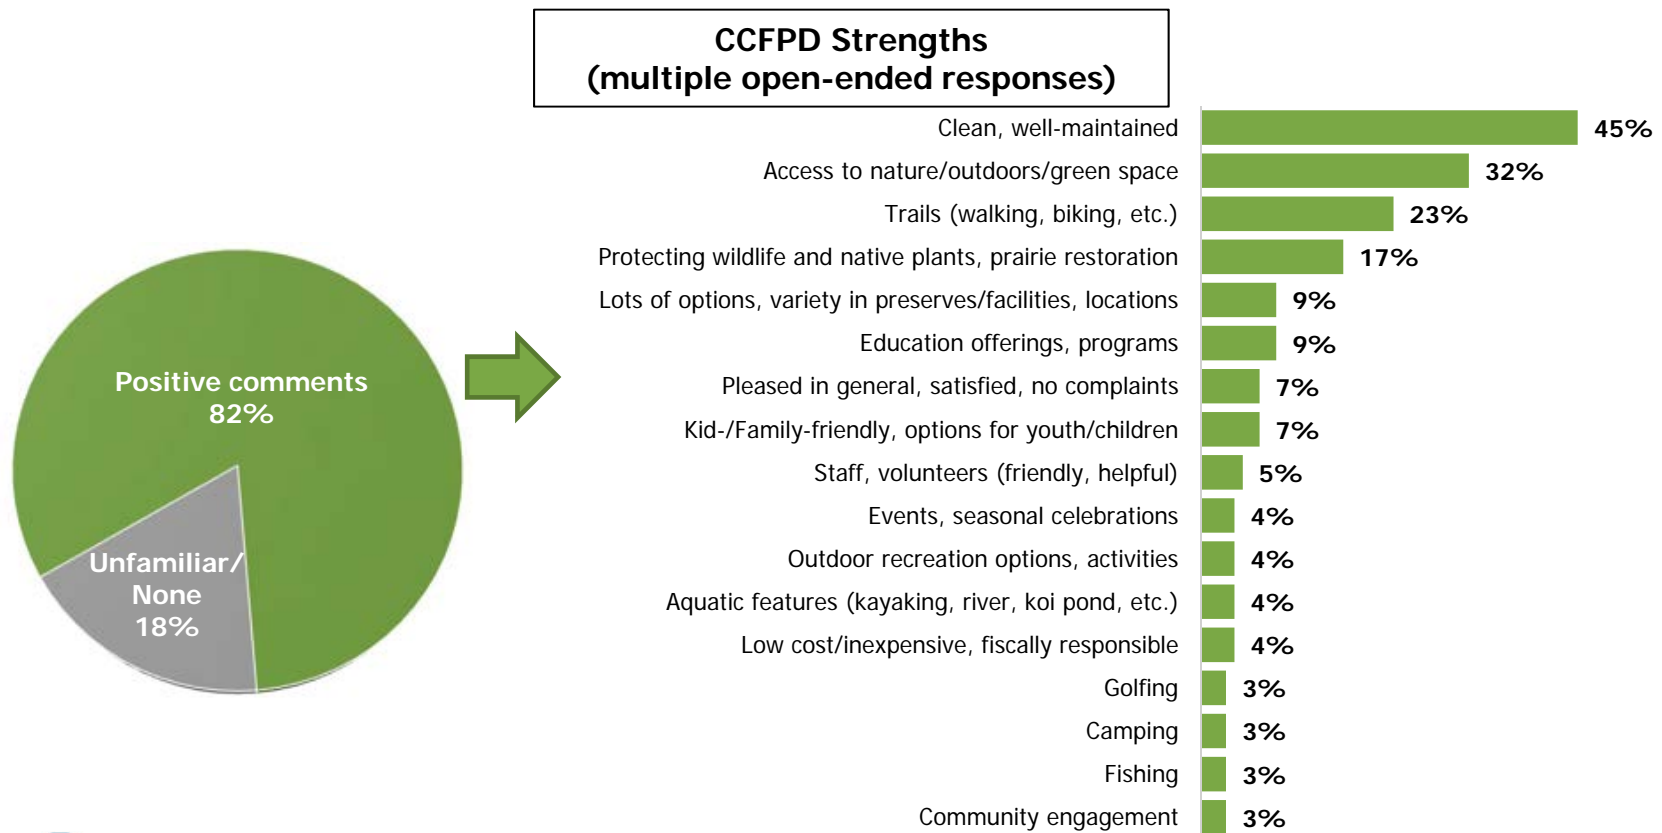 CCFPD Strengths
(multiple open-ended responses)
Positive comments
82%
Unfamiliar/
None
18%
Clean, well-maintained 45%
Access to nature/outdoors/green space 32%
Trails (walking, biking, etc.) 23%
Protecting wildlife and native plants, prairie restoration 17%
Lots of options, variety in preserves/facilities, locations 9%
Education offerings, programs 9%
Pleased in general, satisfied, no complaints 7%
Kid-/Family-friendly, options for youth/children 7%
Staff, volunteers (friendly, helpful) 5%
Events, seasonal celebrations 4%
Outdoor recreation options, activities 4%
Aquatic features (kayaking, river, koi pond, etc.) 4%
Low cost/inexpensive, fiscally responsible 4%
Golfing 3%
Camping 3%
Fishing 3%
Community engagement 3%